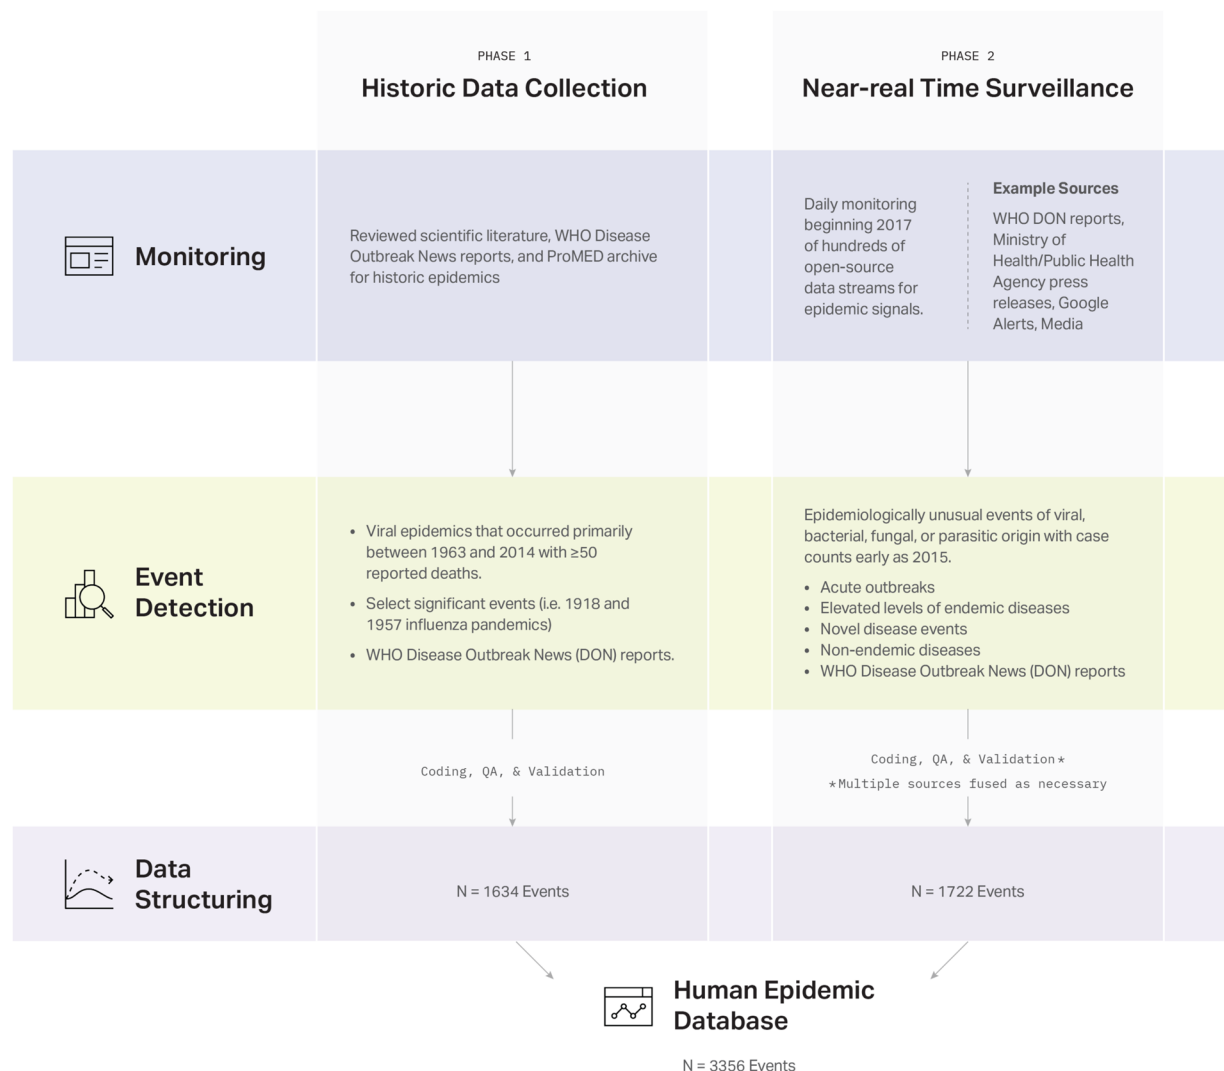 PHASE 1
Historic Data Collection
PHASE 2
Near-real Time Surveillance
Monitoring
Reviewed scientific literature, WHO Disease
Outbreak News reports, and ProMED archive
for historic epidemics
Daily monitoring
beginning 2017
of hundreds of
open-source
data streams for
epidemic signals.
Example Sources
WHO DON reports,
Ministry of
Health/Public Health
Agency press
releases, Google
Alerts, Media
Event
Detection
• Viral epidemics that occurred primarily
between 1963 and 2014 with ≥50
reported deaths.
• Select significant events (i.e. 1918 and
1957 influenza pandemics)
• WHO Disease Outbreak News (DON) reports.
Epidemiologically unusual events of viral,
bacterial, fungal, or parasitic origin with case
counts early as 2015.
• Acute outbreaks
• Elevated levels of endemic diseases
• Novel disease events
• Non-endemic diseases
• WHO Disease Outbreak News (DON) reports
Coding, QA, & Validation
Coding, QA, & Validation*
*Multiple sources fused as necessary
Data
Structuring
N = 1634 Events
N = 1722 Events
Human Epidemic
Database
N = 3356 Events